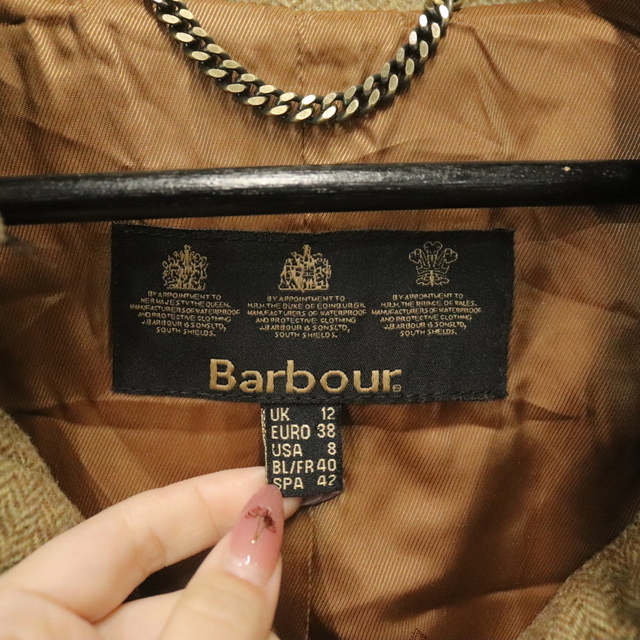 BY APPOINTMENT TO
HER MAJESTY THE QUEEN.
MANUFACTURERS OF WATERPROOF
AND PROTECTIVE CLOTHING
J.BARBOUR & SONS LTD,
SOUTH SHIELDS.
BY APPOINTMENT TO
H.R.H. THE DUKE OF EDINBURGH.
MANUFACTURERS OF WATERPROOF
AND PROTECTIVE CLOTHING
J.BARBOUR & SONS LTD,
SOUTH SHIELDS.
BY APPOINTMENT TO
H.R.H. THE PRINCE OF WALES.
MANUFACTURERS OF WATERPROOF
AND PROTECTIVE CLOTHING
J.BARBOUR & SONS LTD,
SOUTH SHIELDS.
Barbour®
UK 12
EURO 38
USA 8
BL/FR 40
SPA 42